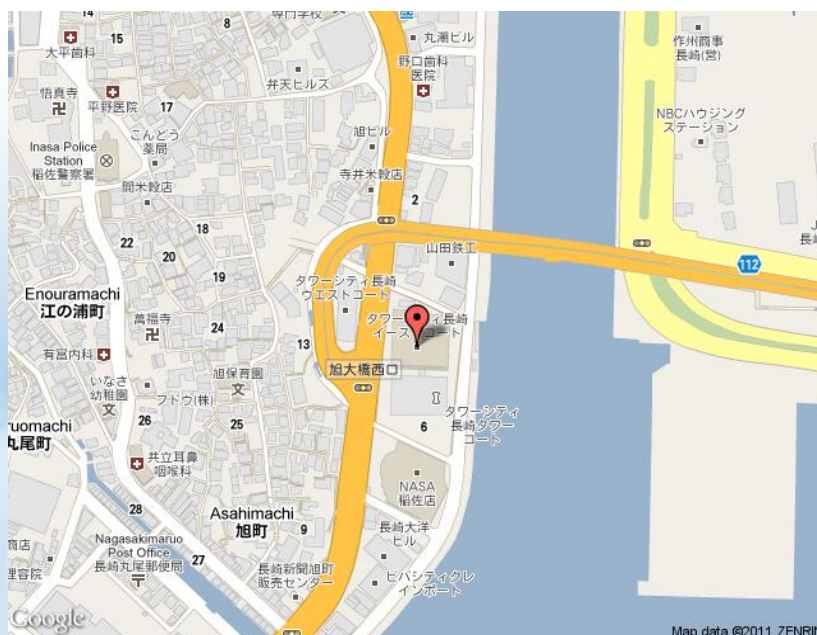 14
15
専門学校
8
丸潮ビル
作州商事
長崎(営)
大平歯科
弁天ヒルズ
野口歯科
医院
悟真寺
平野医院
17
NBCハウジング
ステーション
こんどう
薬局
旭ビル
Inasa Police
Station
稲佐警察署
間米穀店
寺井米穀店
2
18
22
20
山田鉄工
112
19
タワーシティ長崎
ウエストコート
Enouramachi
江の浦町
萬福寺
24
タワーシティ長崎
イーストコート
13
有冨内科
旭保育園
旭大橋西口
いなさ
幼稚園
フドウ(株)
26
25
6
タワーシティ
長崎タワー
コート
ruomachi
丸尾町
共立耳鼻
咽喉科
NASA
稲佐店
28
Asahimachi
旭町
9
長崎大洋
ビル
Nagasakimaruo
Post Office
長崎丸尾郵便局
27
商店
理容院
長崎新聞旭町
販売センター
ビバシティクレ
インポート
Google
Map data ©2011 ZENRIN